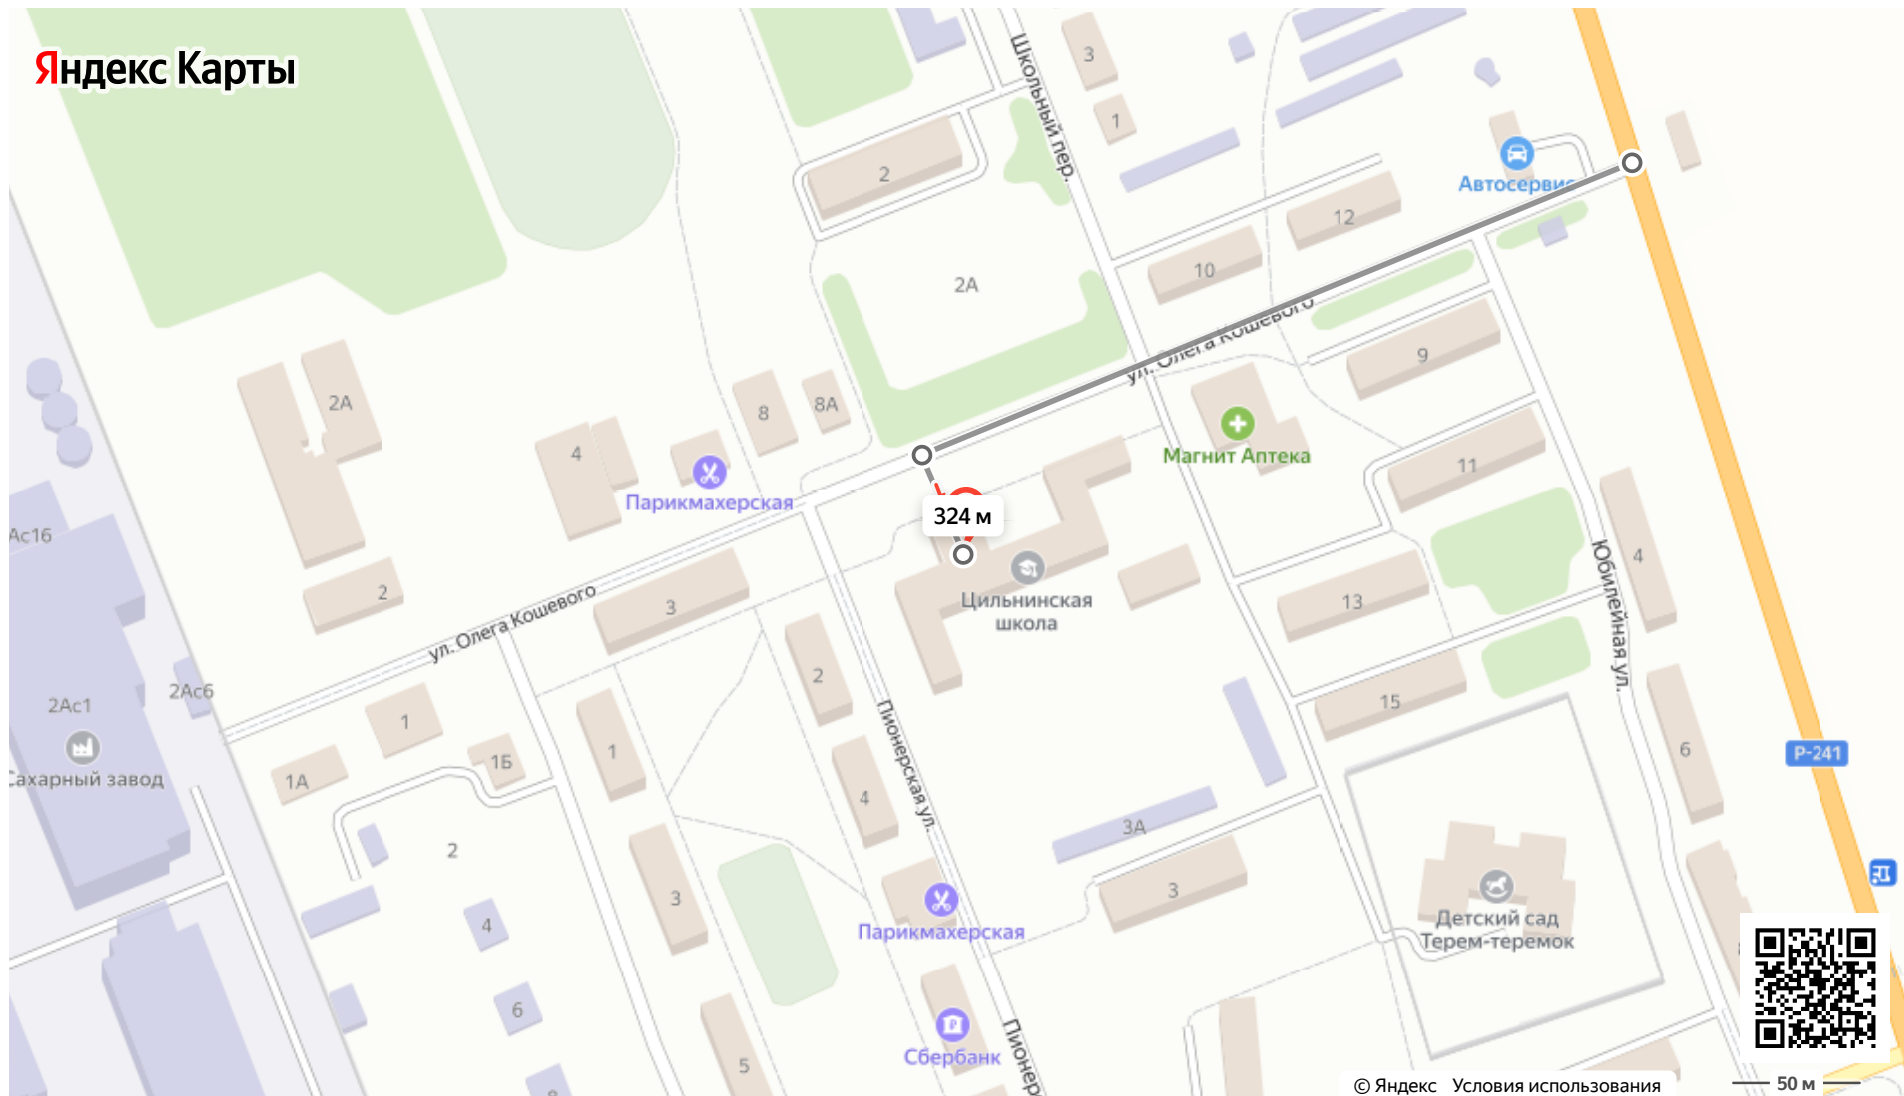 Яндекс Карты
Школьный пер.
3
1
2
Автосервис
12
10
2А
ул. Олега Кошевого
9
2А
8
8А
4
Магнит Аптека
11
Парикмахерская
324 м
Ас16
4
Юбилейная ул.
Цильнинская
школа
2
3
13
ул. Олега Кошевого
2
2Ас6
2Ас1
15
1
Пионерская ул.
1
6
Р-241
1Б
Сахарный завод
1А
4
3А
2
3
3
Детский сад
Терем-теремок
4
Парикмахерская
6
Сбербанк
5
Пионер
© Яндекс Условия использования
50 м